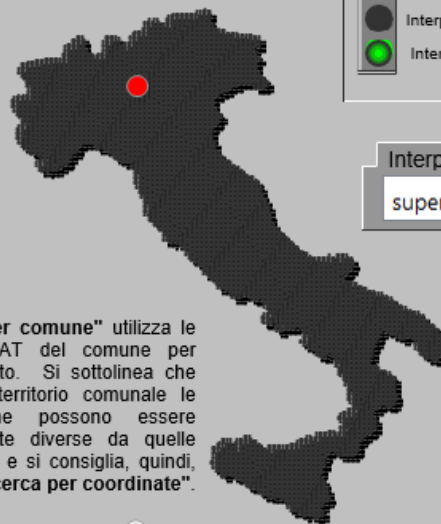 Interp
Inter
Interp
super
er comune" utilizza le
AT del comune per
to. Si sottolinea che
territorio comunale le
ne possono essere
te diverse da quelle
e si consiglia, quindi,
cerca per coordinate".